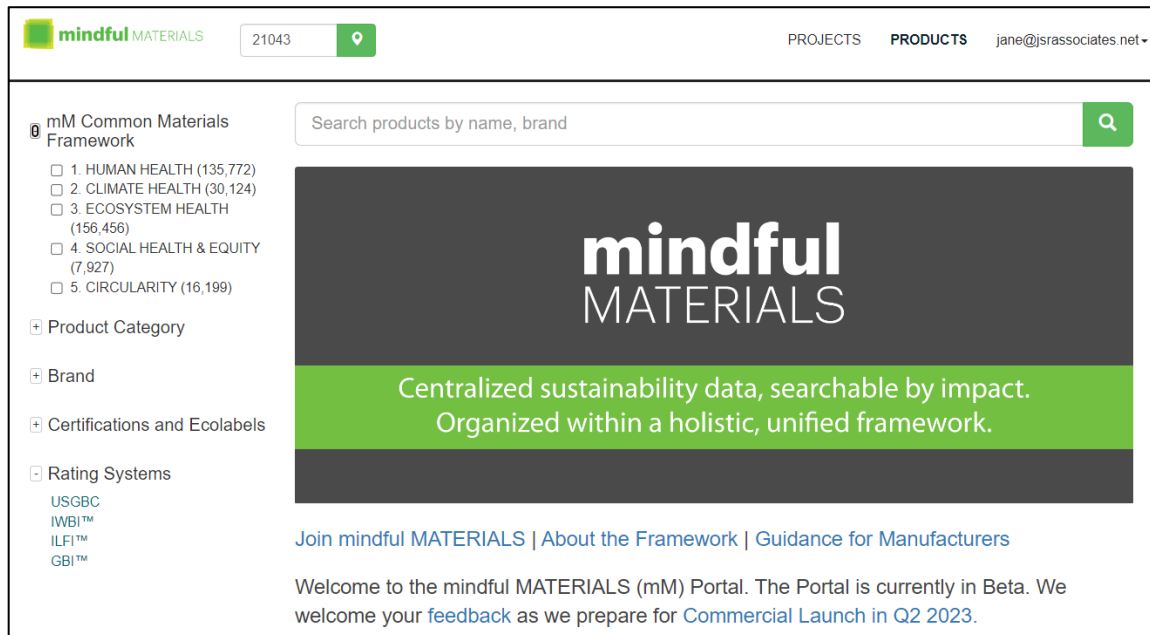 mindful MATERIALS
21043
PROJECTS
PRODUCTS
jane@jsrassociates.net
mM Common Materials
Framework
1. HUMAN HEALTH (135,772)
2. CLIMATE HEALTH (30,124)
3. ECOSYSTEM HEALTH
(156,456)
4. SOCIAL HEALTH & EQUITY
(7,927)
5. CIRCULARITY (16,199)
+ Product Category
+ Brand
+ Certifications and Ecolabels
- Rating Systems
USGBC
IWBI™
ILFI™
GBI™
Search products by name, brand
mindful
MATERIALS
Centralized sustainability data, searchable by impact.
Organized within a holistic, unified framework.
Join mindful MATERIALS | About the Framework | Guidance for Manufacturers
Welcome to the mindful MATERIALS (mM) Portal. The Portal is currently in Beta. We
welcome your feedback as we prepare for Commercial Launch in Q2 2023.